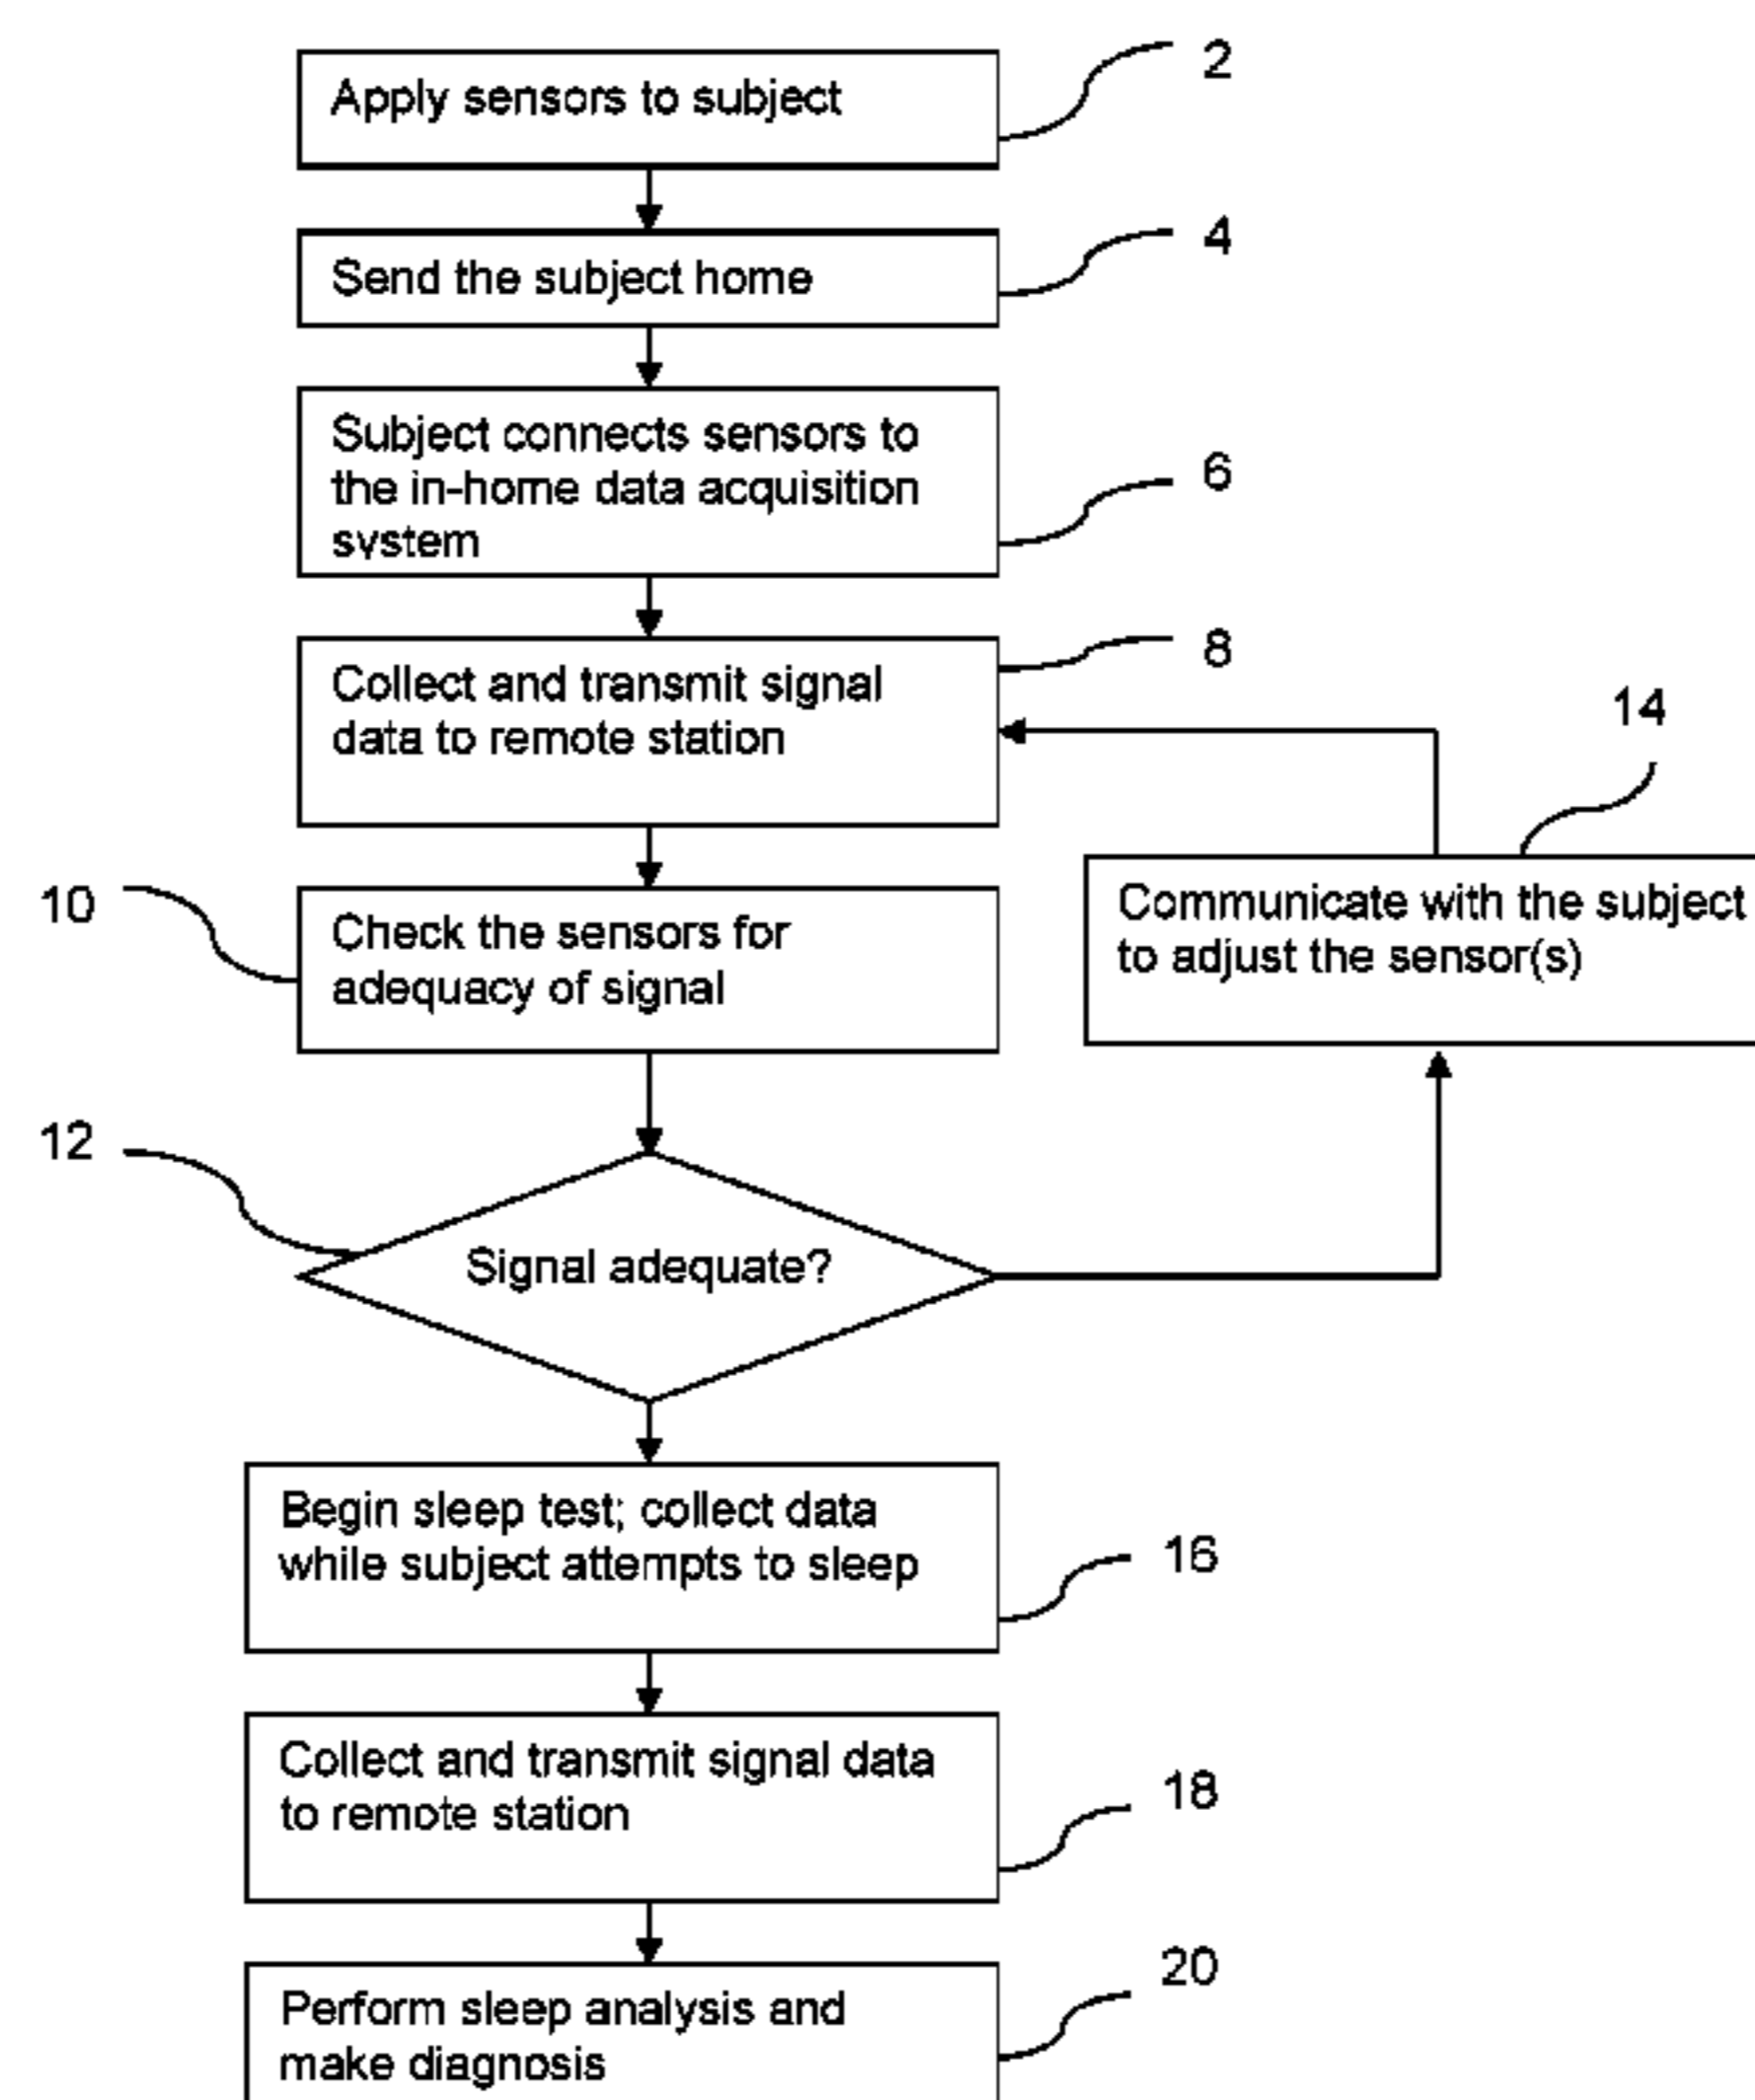 Apply sensors to subject
2
Send the subject home
4
Subject connects sensors to
the in-home data acquisition
system
6
Collect and transmit signal
data to remote station
8
14
Communicate with the subject
to adjust the sensor(s)
10
Check the sensors for
adequacy of signal
12
Signal adequate?
Begin sleep test; collect data
while subject attempts to sleep
16
Collect and transmit signal data
to remote station
18
Perform sleep analysis and
make diagnosis
20